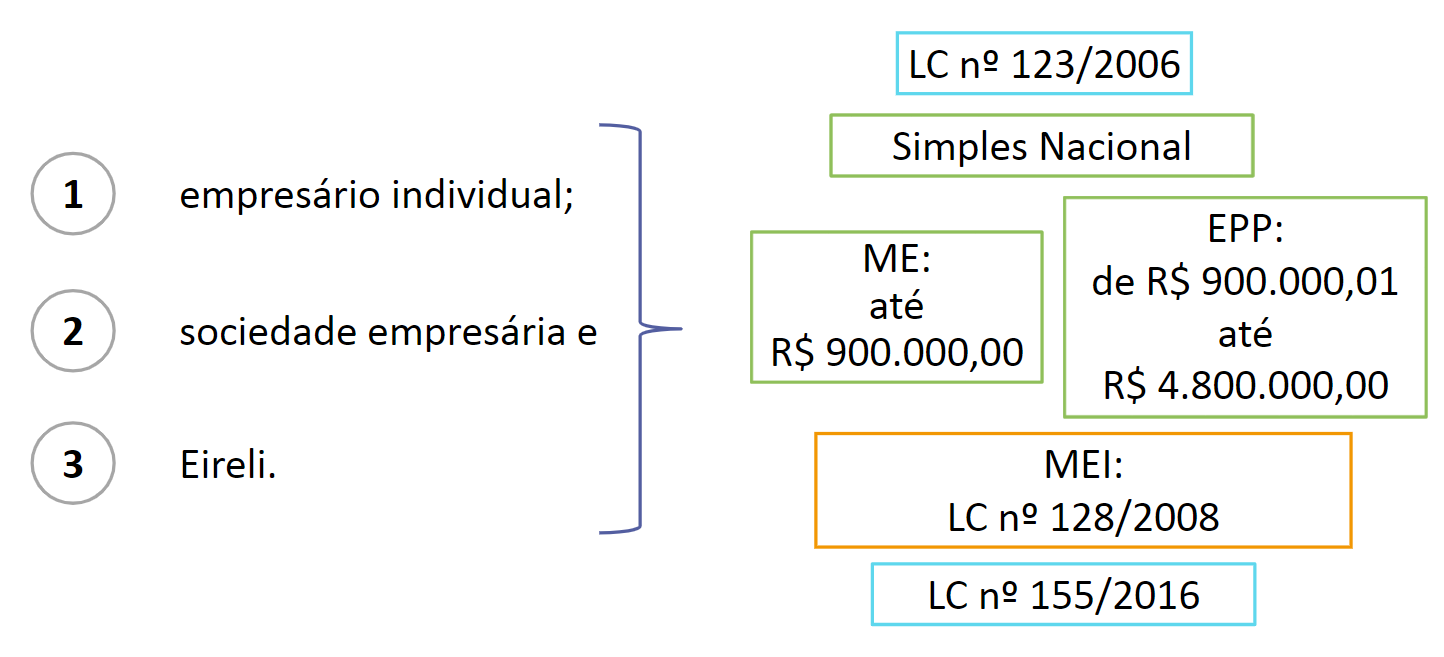 1
empresário individual;
2
sociedade empresária e
3
Eireli.
LC nº 123/2006
Simples Nacional
ME:
até
R$ 900.000,00
EPP:
de R$ 900.000,01
até
R$ 4.800.000,00
MEI:
LC nº 128/2008
LC nº 155/2016